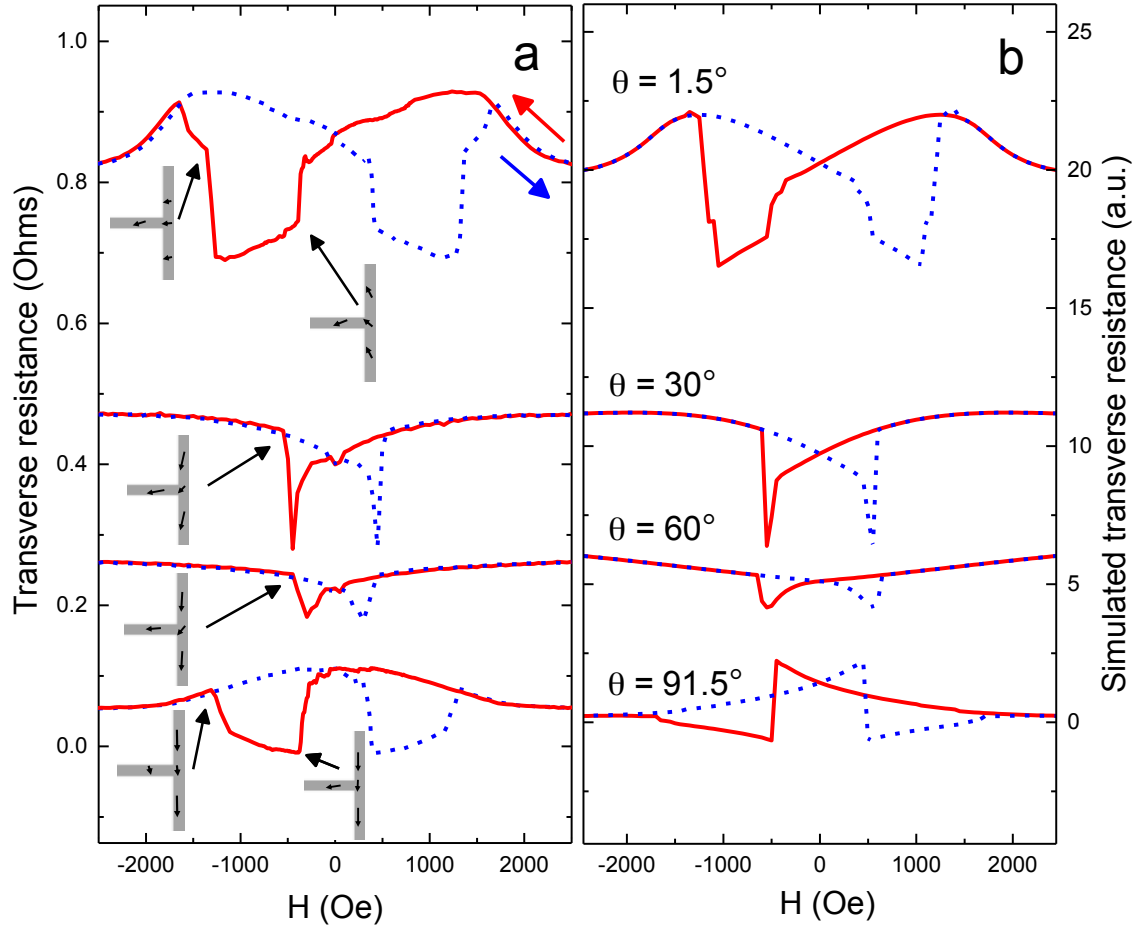 a
b
1.0
0.8
0.6
0.4
0.2
0.0
Transverse resistance (Ohms)
-2000
-1000
0
1000
2000
H (Oe)
θ = 1.5°
θ = 30°
θ = 60°
θ = 91.5°
25
20
15
10
5
0
Simulated transverse resistance (a.u.)
-2000
-1000
0
1000
2000
H (Oe)